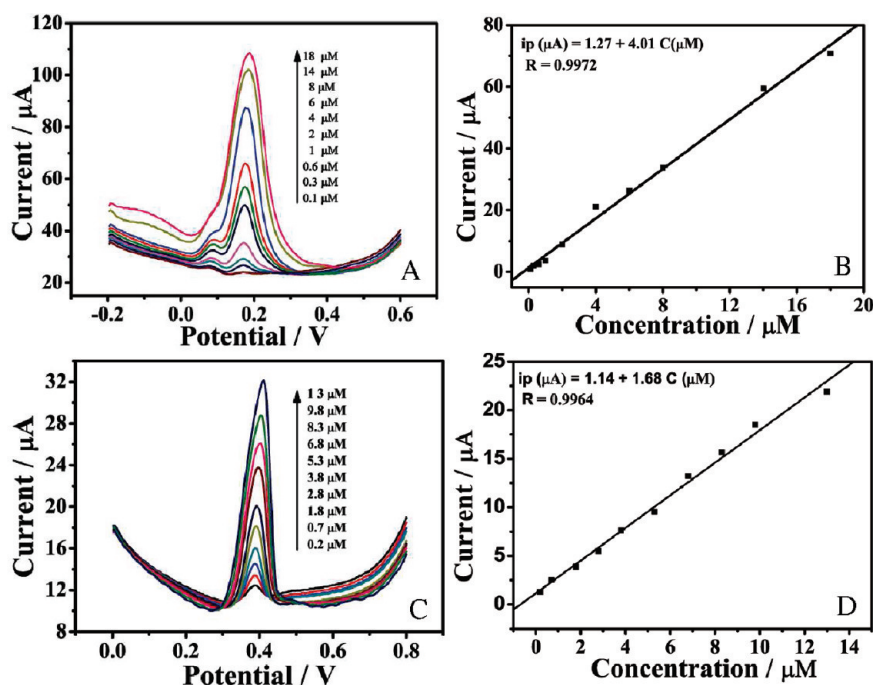 120
100
80
60
40
20
Current / μA
-0.2
0.0
0.2
0.4
0.6
Potential / V
18 μM
14 μM
8 μM
6 μM
4 μM
2 μM
1 μM
0.6 μM
0.3 μM
0.1 μM
A
80
60
40
20
0
Current / μA
0
4
8
12
16
20
Concentration / μM
ip (μA) = 1.27 + 4.01 C(μM)
R = 0.9972
B
32
28
24
20
16
12
8
Current / μA
0.0
0.2
0.4
0.6
0.8
Potential / V
13 μM
9.8 μM
8.3 μM
6.8 μM
5.3 μM
3.8 μM
2.8 μM
1.8 μM
0.7 μM
0.2 μM
C
25
20
15
10
5
0
Current / μA
0
2
4
6
8
10
12
14
Concentration / μM
ip (μA) = 1.14 + 1.68 C (μM)
R = 0.9964
D